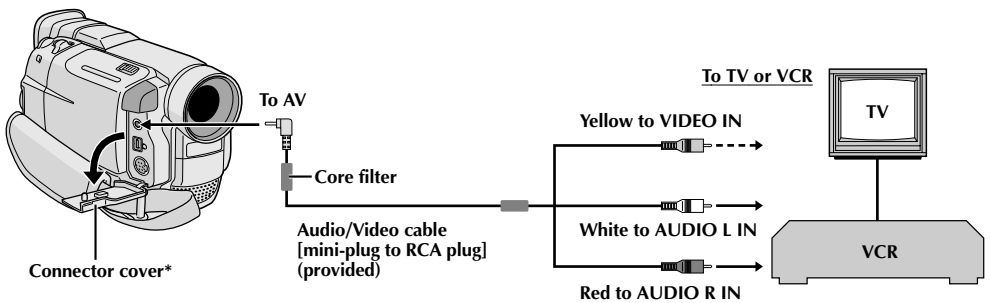 To AV
To TV or VCR
TV
Yellow to VIDEO IN
Core filter
Audio/Video cable
[mini-plug to RCA plug]
(provided)
White to AUDIO L IN
VCR
Connector cover*
Red to AUDIO R IN